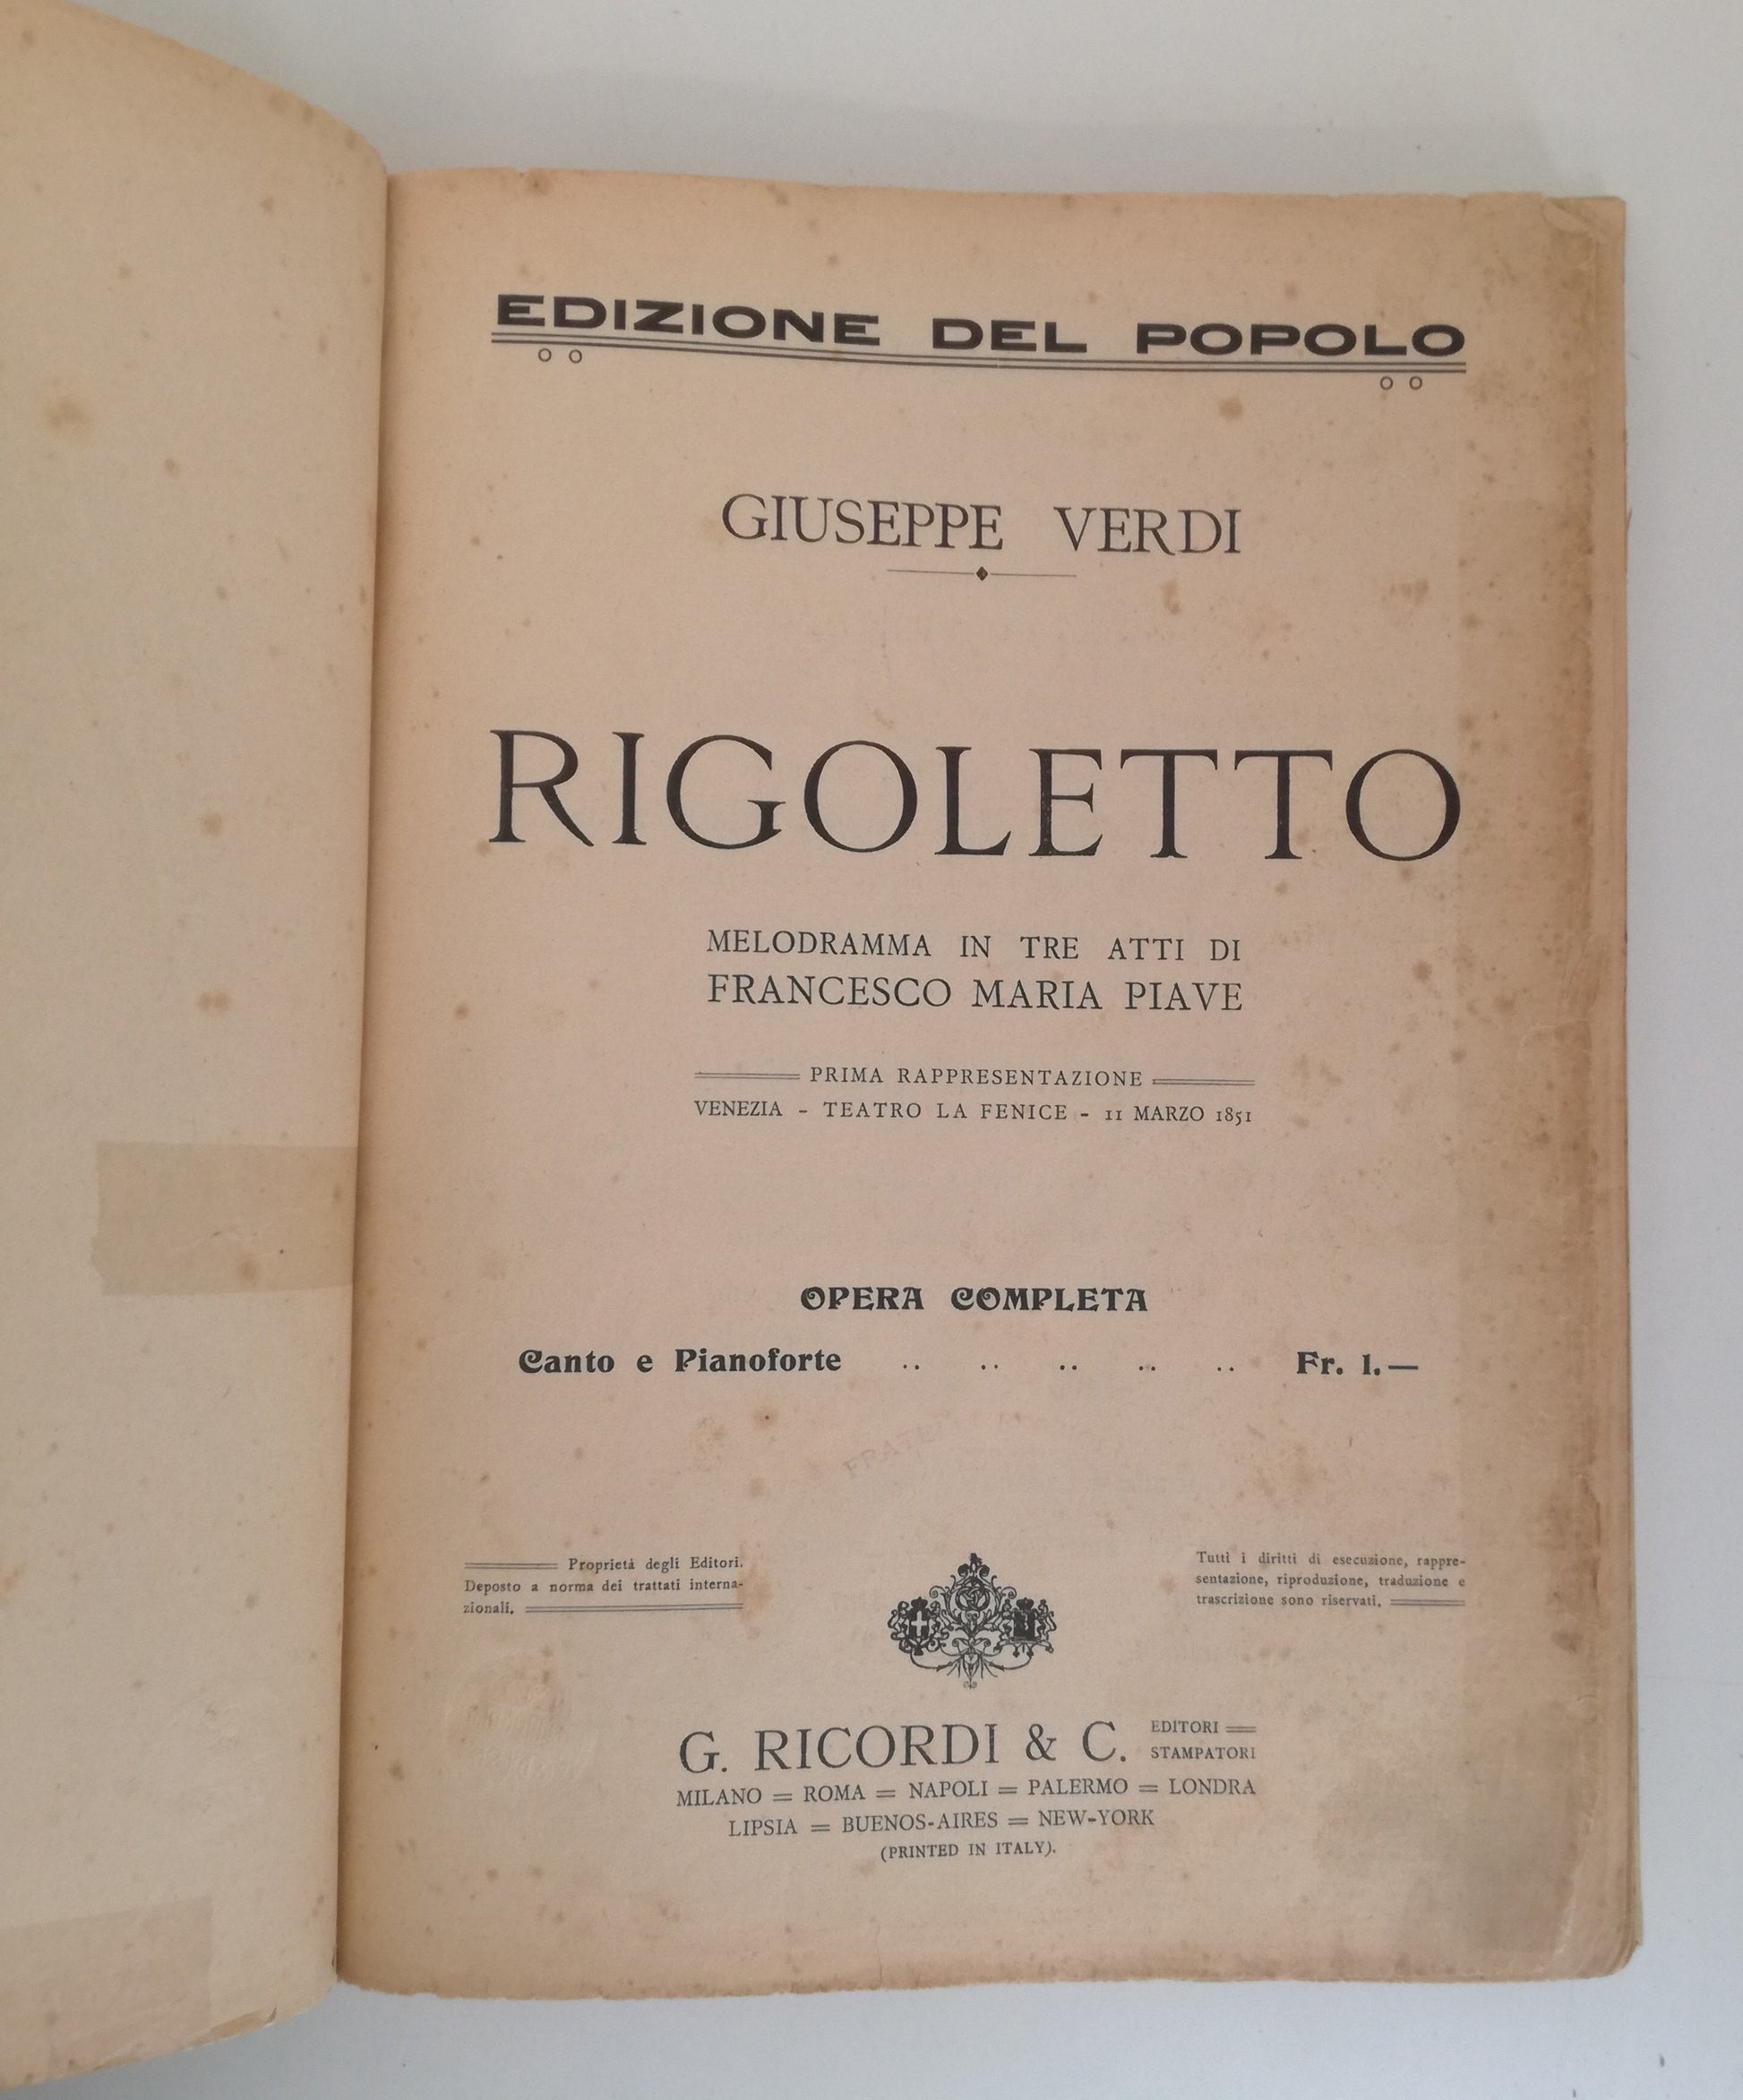 EDIZIONE DEL POPOLO
GIUSEPPE VERDI
RIGOLETTO
MELODRAMMA IN TRE ATTI DI
FRANCESCO MARIA PIAVE
PRIMA RAPPRESENTAZIONE
VENEZIA - TEATRO LA FENICE - 11 MARZO 1851
OPERA COMPLETA
Canto e Pianoforte .. .. .. .. .. Fr. 1.—
Proprietà degli Editori.
Deposto a norma dei trattati interna-
zionali.
Tutti i diritti di esecuzione, rappre-
sentazione, riproduzione, traduzione e
trascrizione sono riservati.
G. RICORDI & C. EDITORI
STAMPATORI
MILANO = ROMA = NAPOLI = PALERMO = LONDRA
LIPSIA = BUENOS-AIRES = NEW-YORK
(PRINTED IN ITALY).